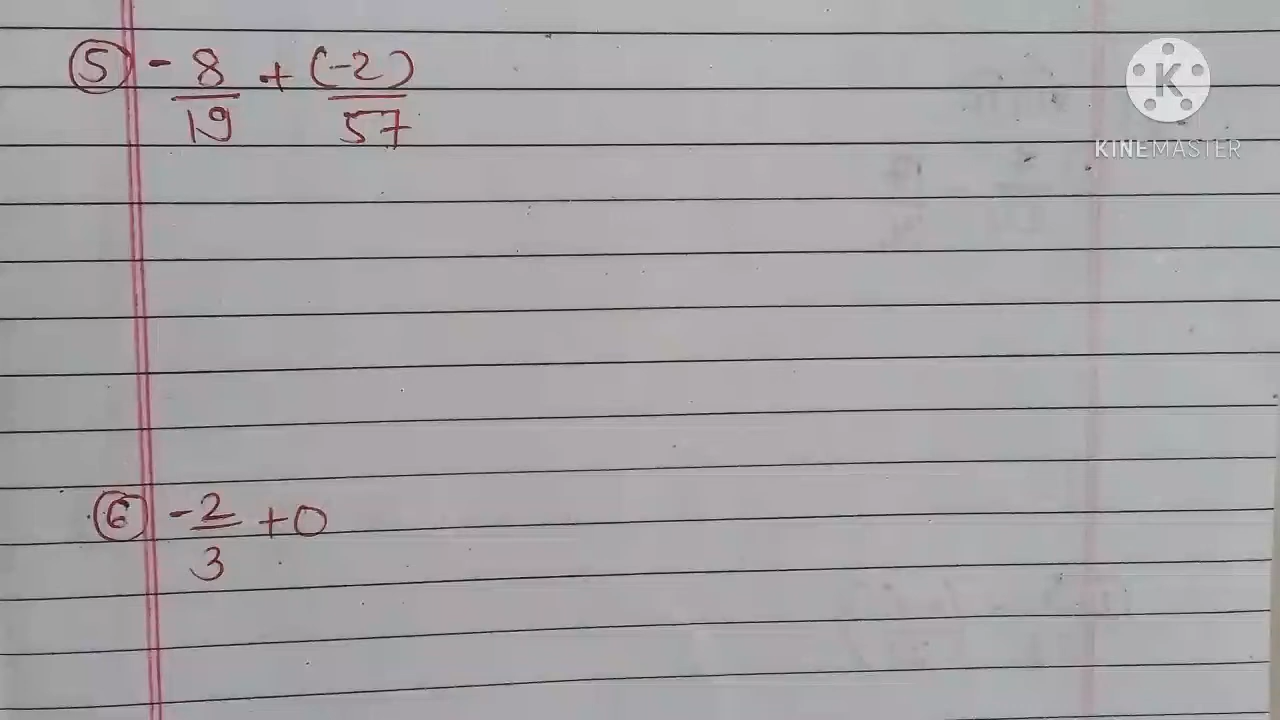 ⑤ - 8/19 + (-2)/57
K
KINEMASTER
⑥ -2/3 + 0